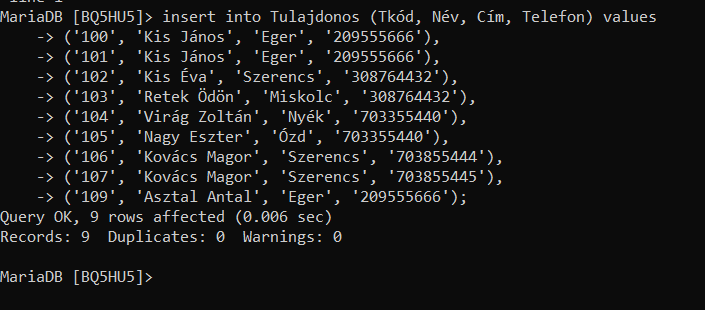 line 1
MariaDB [BQ5HU5]> insert into Tulajdonos (Tkód, Név, Cím, Telefon) values
    -> ('100', 'Kis János', 'Eger', '209555666'),
    -> ('101', 'Kis János', 'Eger', '209555666'),
    -> ('102', 'Kis Éva', 'Szerencs', '308764432'),
    -> ('103', 'Retek Ödön', 'Miskolc', '308764432'),
    -> ('104', 'Virág Zoltán', 'Nyék', '703355440'),
    -> ('105', 'Nagy Eszter', 'Ózd', '703355440'),
    -> ('106', 'Kovács Magor', 'Szerencs', '703855444'),
    -> ('107', 'Kovács Magor', 'Szerencs', '703855445'),
    -> ('109', 'Asztal Antal', 'Eger', '209555666');
Query OK, 9 rows affected (0.006 sec)
Records: 9  Duplicates: 0  Warnings: 0

MariaDB [BQ5HU5]>